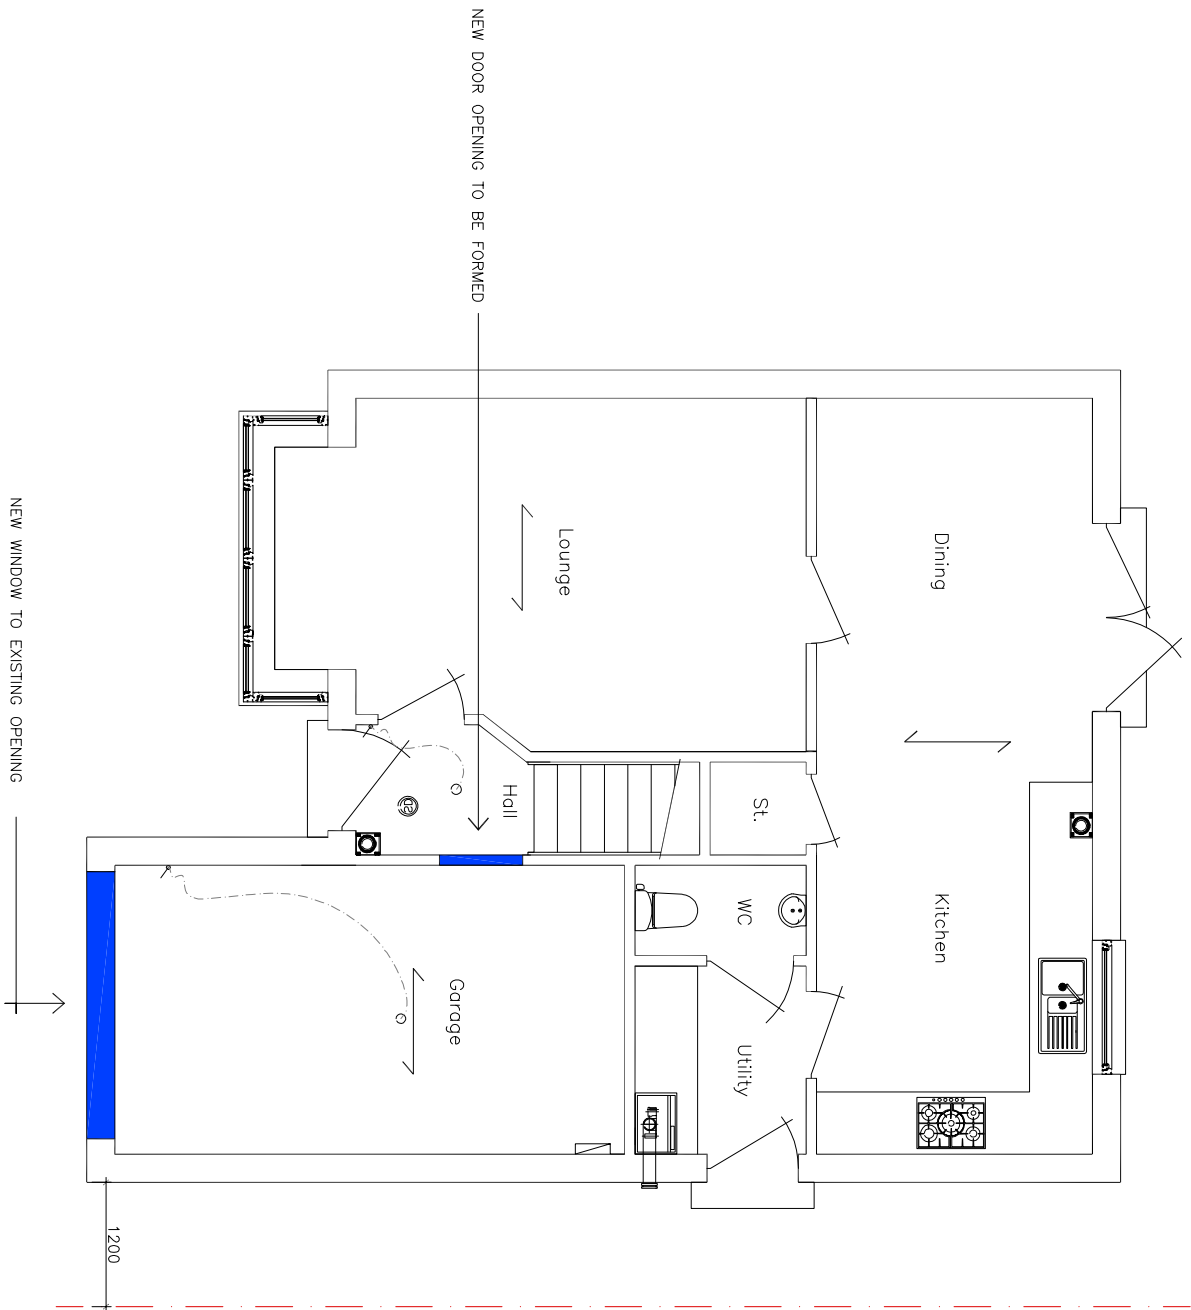 NEW DOOR OPENING TO BE FORMED
NEW WINDOW TO EXISTING OPENING
Dining
Lounge
Kitchen
St.
Hall
SD
WC
Utility
Garage
1200